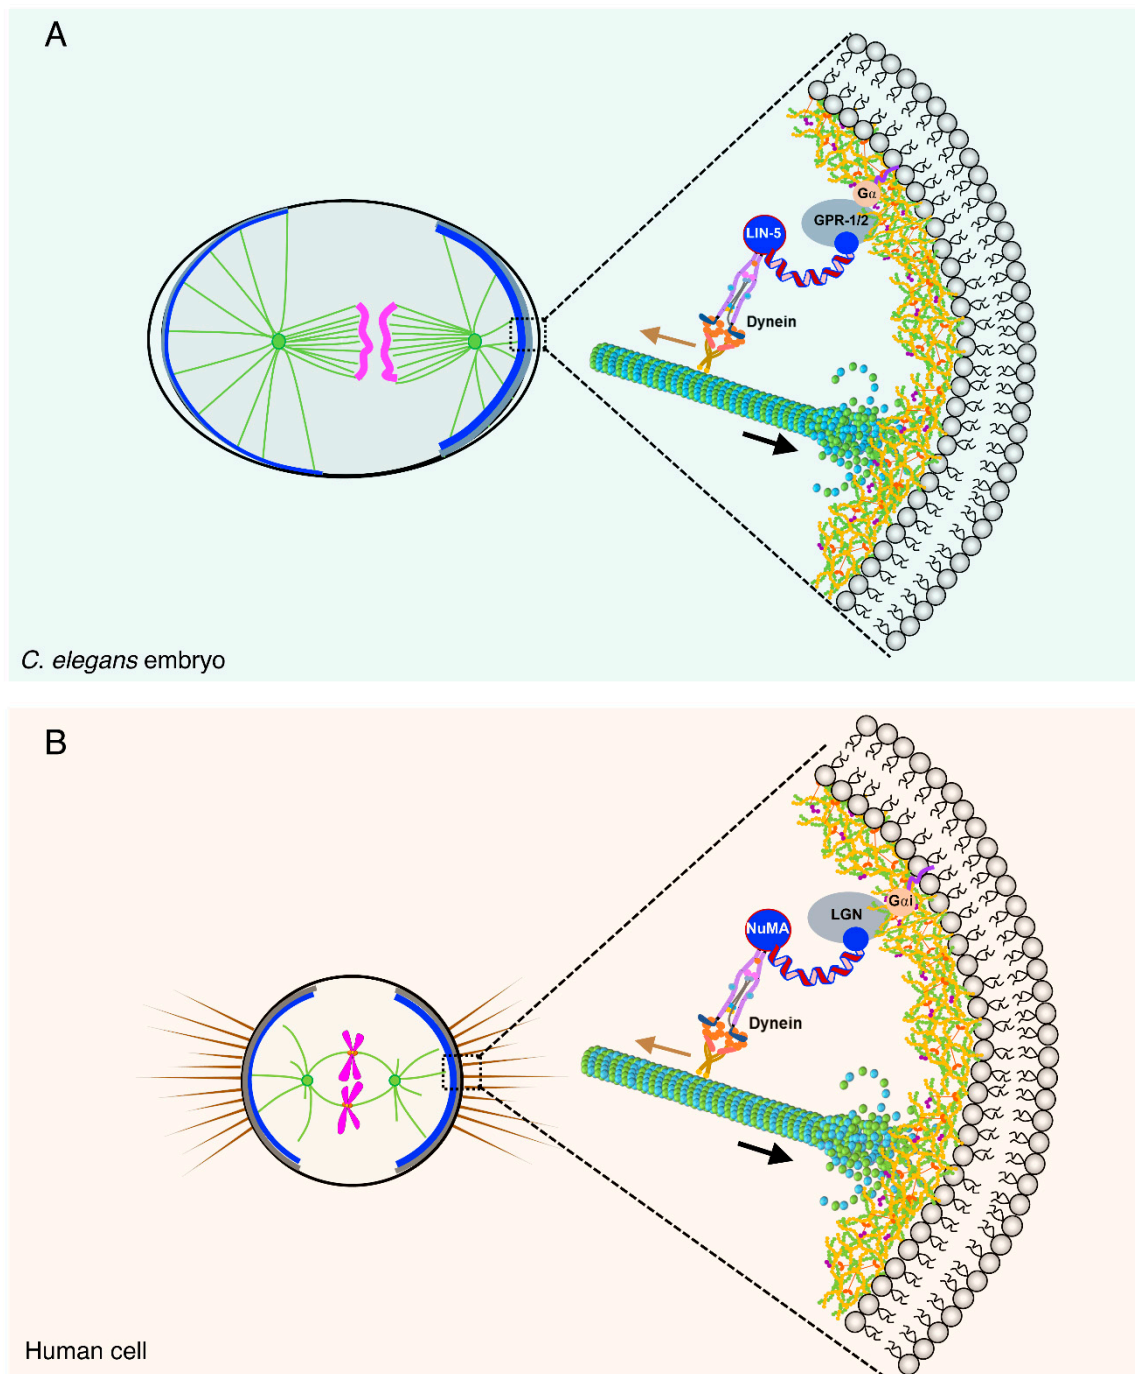 A
Gα
GPR-1/2
LIN-5
Dynein
C. elegans embryo
B
Gαi
LGN
NuMA
Dynein
Human cell